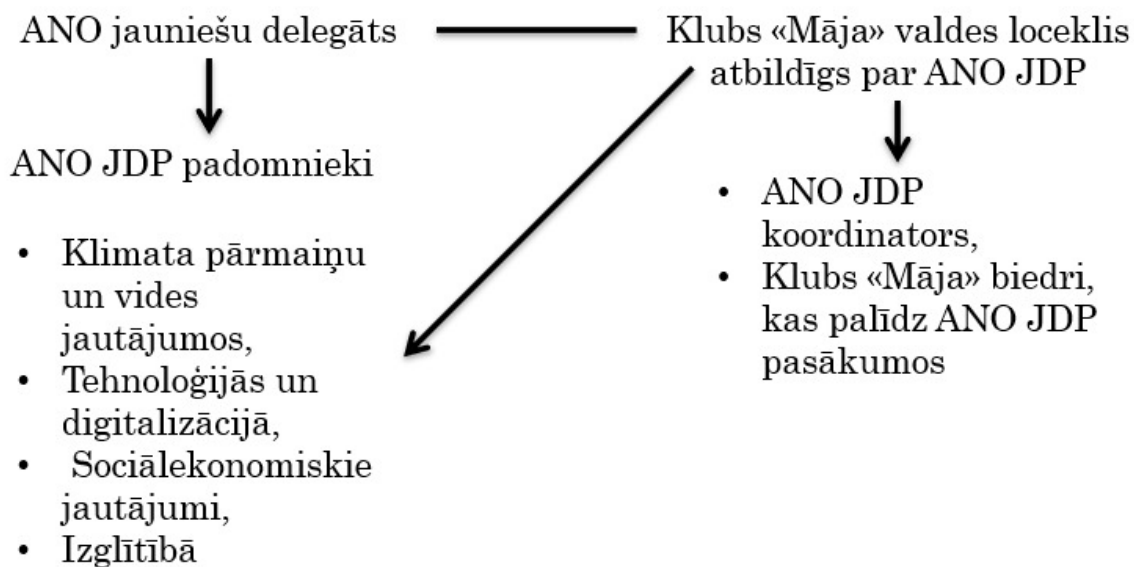 ANO jauniešu delegāts
Klubs «Māja» valdes loceklis
atbildīgs par ANO JDP
ANO JDP padomnieki
• Klimata pārmaiņu
un vides
jautājumos,
• Tehnoloģijās un
digitalizācijā,
• Sociālekonomiskie
jautājumi,
• Izglītībā
• ANO JDP
koordinators,
• Klubs «Māja» biedri,
kas palīdz ANO JDP
pasākumos